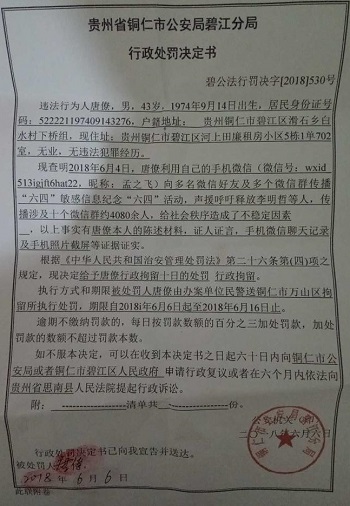 贵州省铜仁市公安局碧江分局
行政处罚决定书
碧公法行罚决字[2018]530号
违法行为人唐僚，男，43岁，1974年9月14日出生，居民身份证号
码：522221197409143276，户籍地址： 贵州铜仁市碧江区滑石乡白
水村下桥组，现住址：贵州铜仁市碧江区河上田廉租房小区5栋1单702
室，无业，无违法犯罪经历。
现查明2018年6月4日，唐僚利用自己的手机微信（微信号：wxid_
513igjft6hat22，昵称：孟之飞）向多名微信好友及多个微信群传播
“六四”敏感信息纪念“六四”活动，声援呼吁释放李明哲等人，传
播涉及十个微信群约4080余人，给社会秩序造成了不稳定因素
、以上事实有唐僚本人的陈述材料，证人证言，手机微信聊天记录
及手机照片截屏等证据证实。
根据《中华人民共和国治安管理处罚法》第二十六条第(四)项之
规定，现决定给予唐僚行政拘留十日的处罚 行政拘留。
执行方式和期限被处罚人唐僚由办案单位民警送铜仁市万山区拘
留所执行处罚，期限自2018年6月6日起至2018年6月16日止。
逾期不缴纳罚款的，每日按罚款数额的百分之三加处罚款，加处
罚款的数额不超过罚款本数。
如不服本决定，可以在收到本决定书之日起六十日内向铜仁市公
安局或者铜仁市碧江区人民政府 申请行政复议或者在六个月内依法向
贵州省思南县人民法院提起行政诉讼。
附： 清单共 份。
二〇一八年六月六日
行政处罚决定书已向我宣告并送达。
被处罚人 唐僚
2018年6月6日
此联附卷